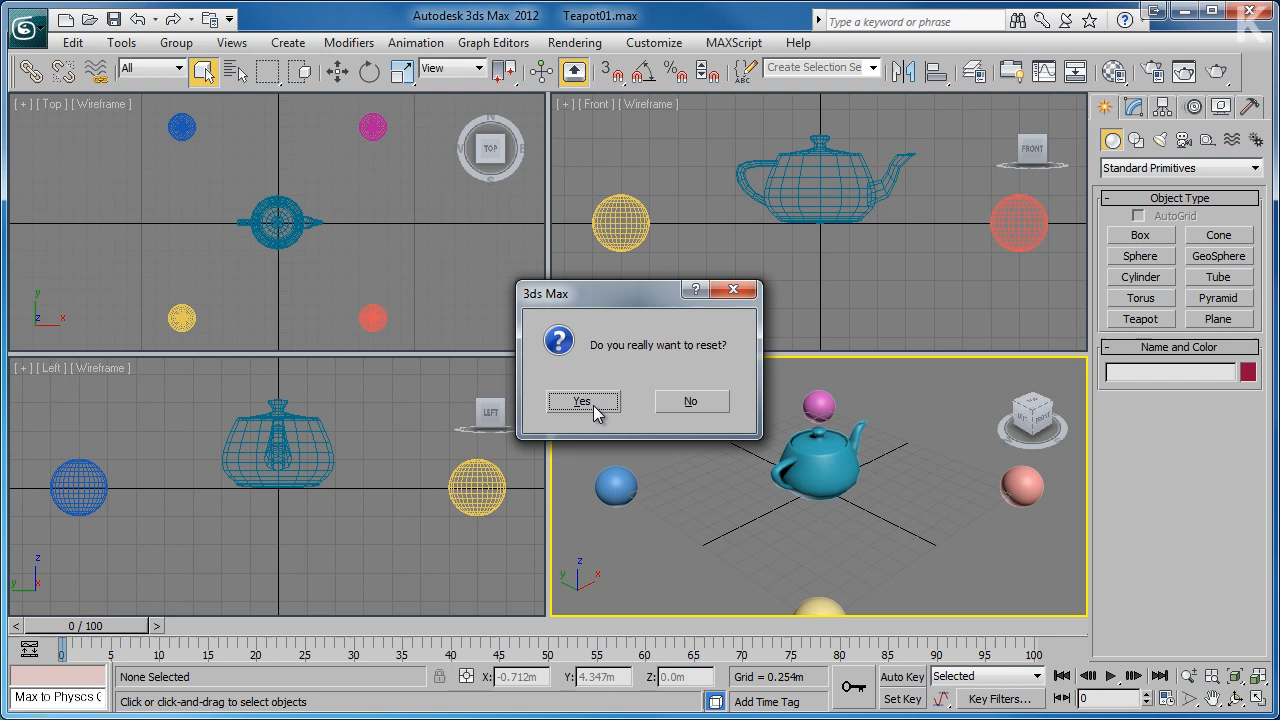 Autodesk 3ds Max 2012 Teapot01.max
Type a keyword or phrase
K
Edit Tools Group Views Create Modifiers Animation Graph Editors Rendering Customize MAXScript Help
All
View
3
ABC
Create Selection Se
[ + ] [ Top ] [ Wireframe ]
N
TOP
S
y
z x
[ + ] [ Front ] [ Wireframe ]
FRONT
Standard Primitives
- Object Type
AutoGrid
Box Cone
Sphere GeoSphere
Cylinder Tube
Torus Pyramid
Teapot Plane
- Name and Color
3ds Max
Do you really want to reset?
Yes No
[ + ] [ Left ] [ Wireframe ]
LEFT
z
y x
LEFT FRONT
z
y x
< 0 / 100 >
0 5 10 15 20 25 30 35 40 45 50 55 60 65 70 75 80 85 90 95 100
None Selected X: -0.712m Y: 4.347m Z: 0.0m Grid = 0.254m Auto Key Selected
Max to Physcs C Click or click-and-drag to select objects Add Time Tag Set Key Key Filters... 0